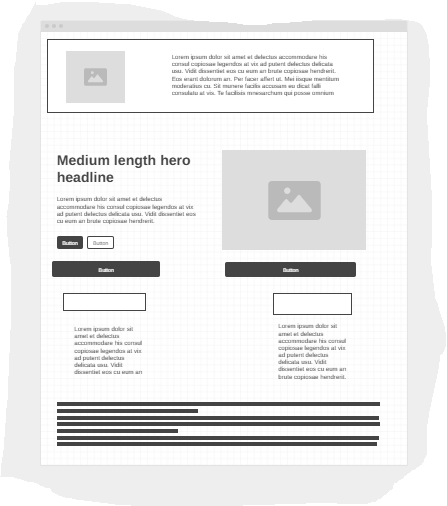 Lorem ipsum dolor sit amet et delectus accommodare his
consul copiosae legendos at vix ad putent delectus delicata
usu. Vidit dissentiet eos cu eum an brute copiosae hendrerit.
Eos erant dolorum an. Per facer affert ut. Mei iisque mentitum
moderatius cu. Sit munere facilis accusam eu dicat falli
consulatu at vis. Te facilisis mnesarchum qui posse omnium
Medium length hero
headline
Lorem ipsum dolor sit amet et delectus
accommodare his consul copiosae legendos at vix
ad putent delectus delicata usu. Vidit dissentiet eos
cu eum an brute copiosae hendrerit.
Button
Button
Button
Button
Lorem ipsum dolor sit
amet et delectus
accommodare his consul
copiosae legendos at vix
ad putent delectus
delicata usu. Vidit
dissentiet eos cu eum an
Lorem ipsum dolor sit
amet et delectus
accommodare his consul
copiosae legendos at vix
ad putent delectus
delicata usu. Vidit
dissentiet eos cu eum an
brute copiosae hendrerit.